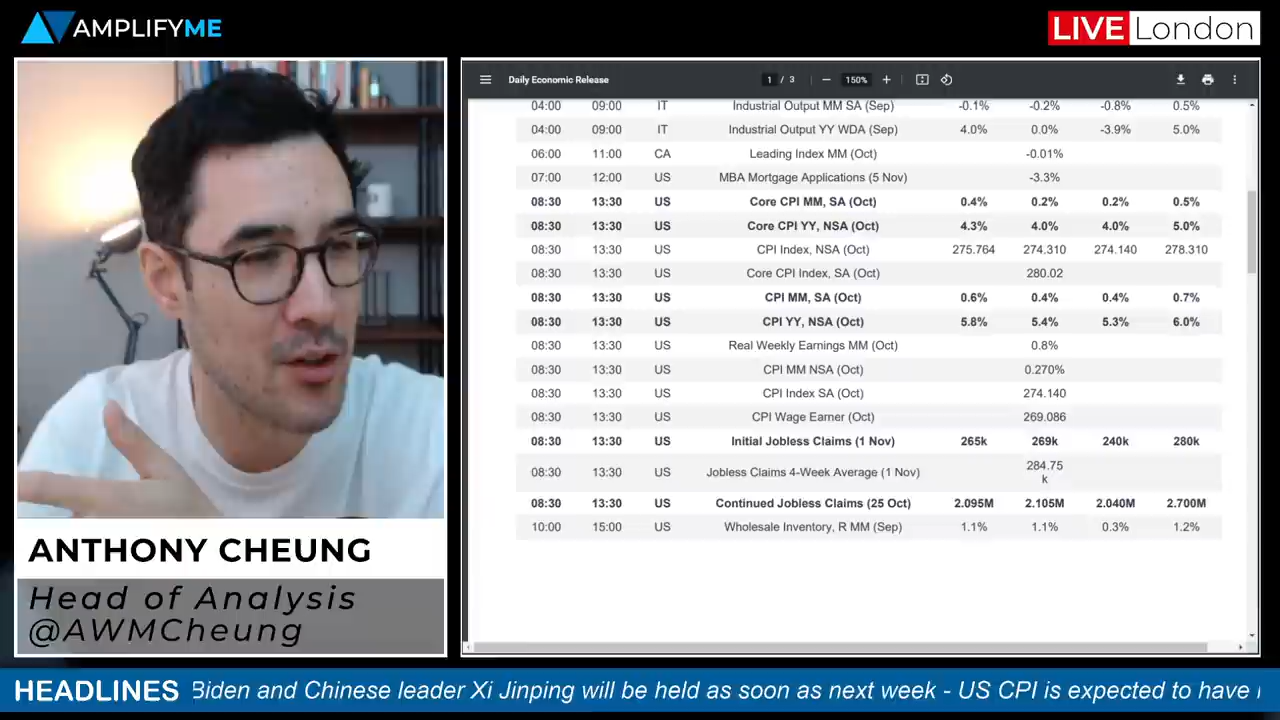 AMPLIFYME
LIVE London
Daily Economic Release
1 / 3
150%
04:00 09:00 IT Industrial Output MM SA (Sep) -0.1% -0.2% -0.8% 0.5%
04:00 09:00 IT Industrial Output YY WDA (Sep) 4.0% 0.0% -3.9% 5.0%
06:00 11:00 CA Leading Index MM (Oct) -0.01%
07:00 12:00 US MBA Mortgage Applications (5 Nov) -3.3%
08:30 13:30 US Core CPI MM, SA (Oct) 0.4% 0.2% 0.2% 0.5%
08:30 13:30 US Core CPI YY, NSA (Oct) 4.3% 4.0% 4.0% 5.0%
08:30 13:30 US CPI Index, NSA (Oct) 275.764 274.310 274.140 278.310
08:30 13:30 US Core CPI Index, SA (Oct) 280.02
08:30 13:30 US CPI MM, SA (Oct) 0.6% 0.4% 0.4% 0.7%
08:30 13:30 US CPI YY, NSA (Oct) 5.8% 5.4% 5.3% 6.0%
08:30 13:30 US Real Weekly Earnings MM (Oct) 0.8%
08:30 13:30 US CPI MM NSA (Oct) 0.270%
08:30 13:30 US CPI Index SA (Oct) 274.140
08:30 13:30 US CPI Wage Earner (Oct) 269.086
08:30 13:30 US Initial Jobless Claims (1 Nov) 265k 269k 240k 280k
08:30 13:30 US Jobless Claims 4-Week Average (1 Nov) 284.75
k
08:30 13:30 US Continued Jobless Claims (25 Oct) 2.095M 2.105M 2.040M 2.700M
10:00 15:00 US Wholesale Inventory, R MM (Sep) 1.1% 1.1% 0.3% 1.2%
ANTHONY CHEUNG
Head of Analysis
@AWMCheung
HEADLINES Biden and Chinese leader Xi Jinping will be held as soon as next week - US CPI is expected to have